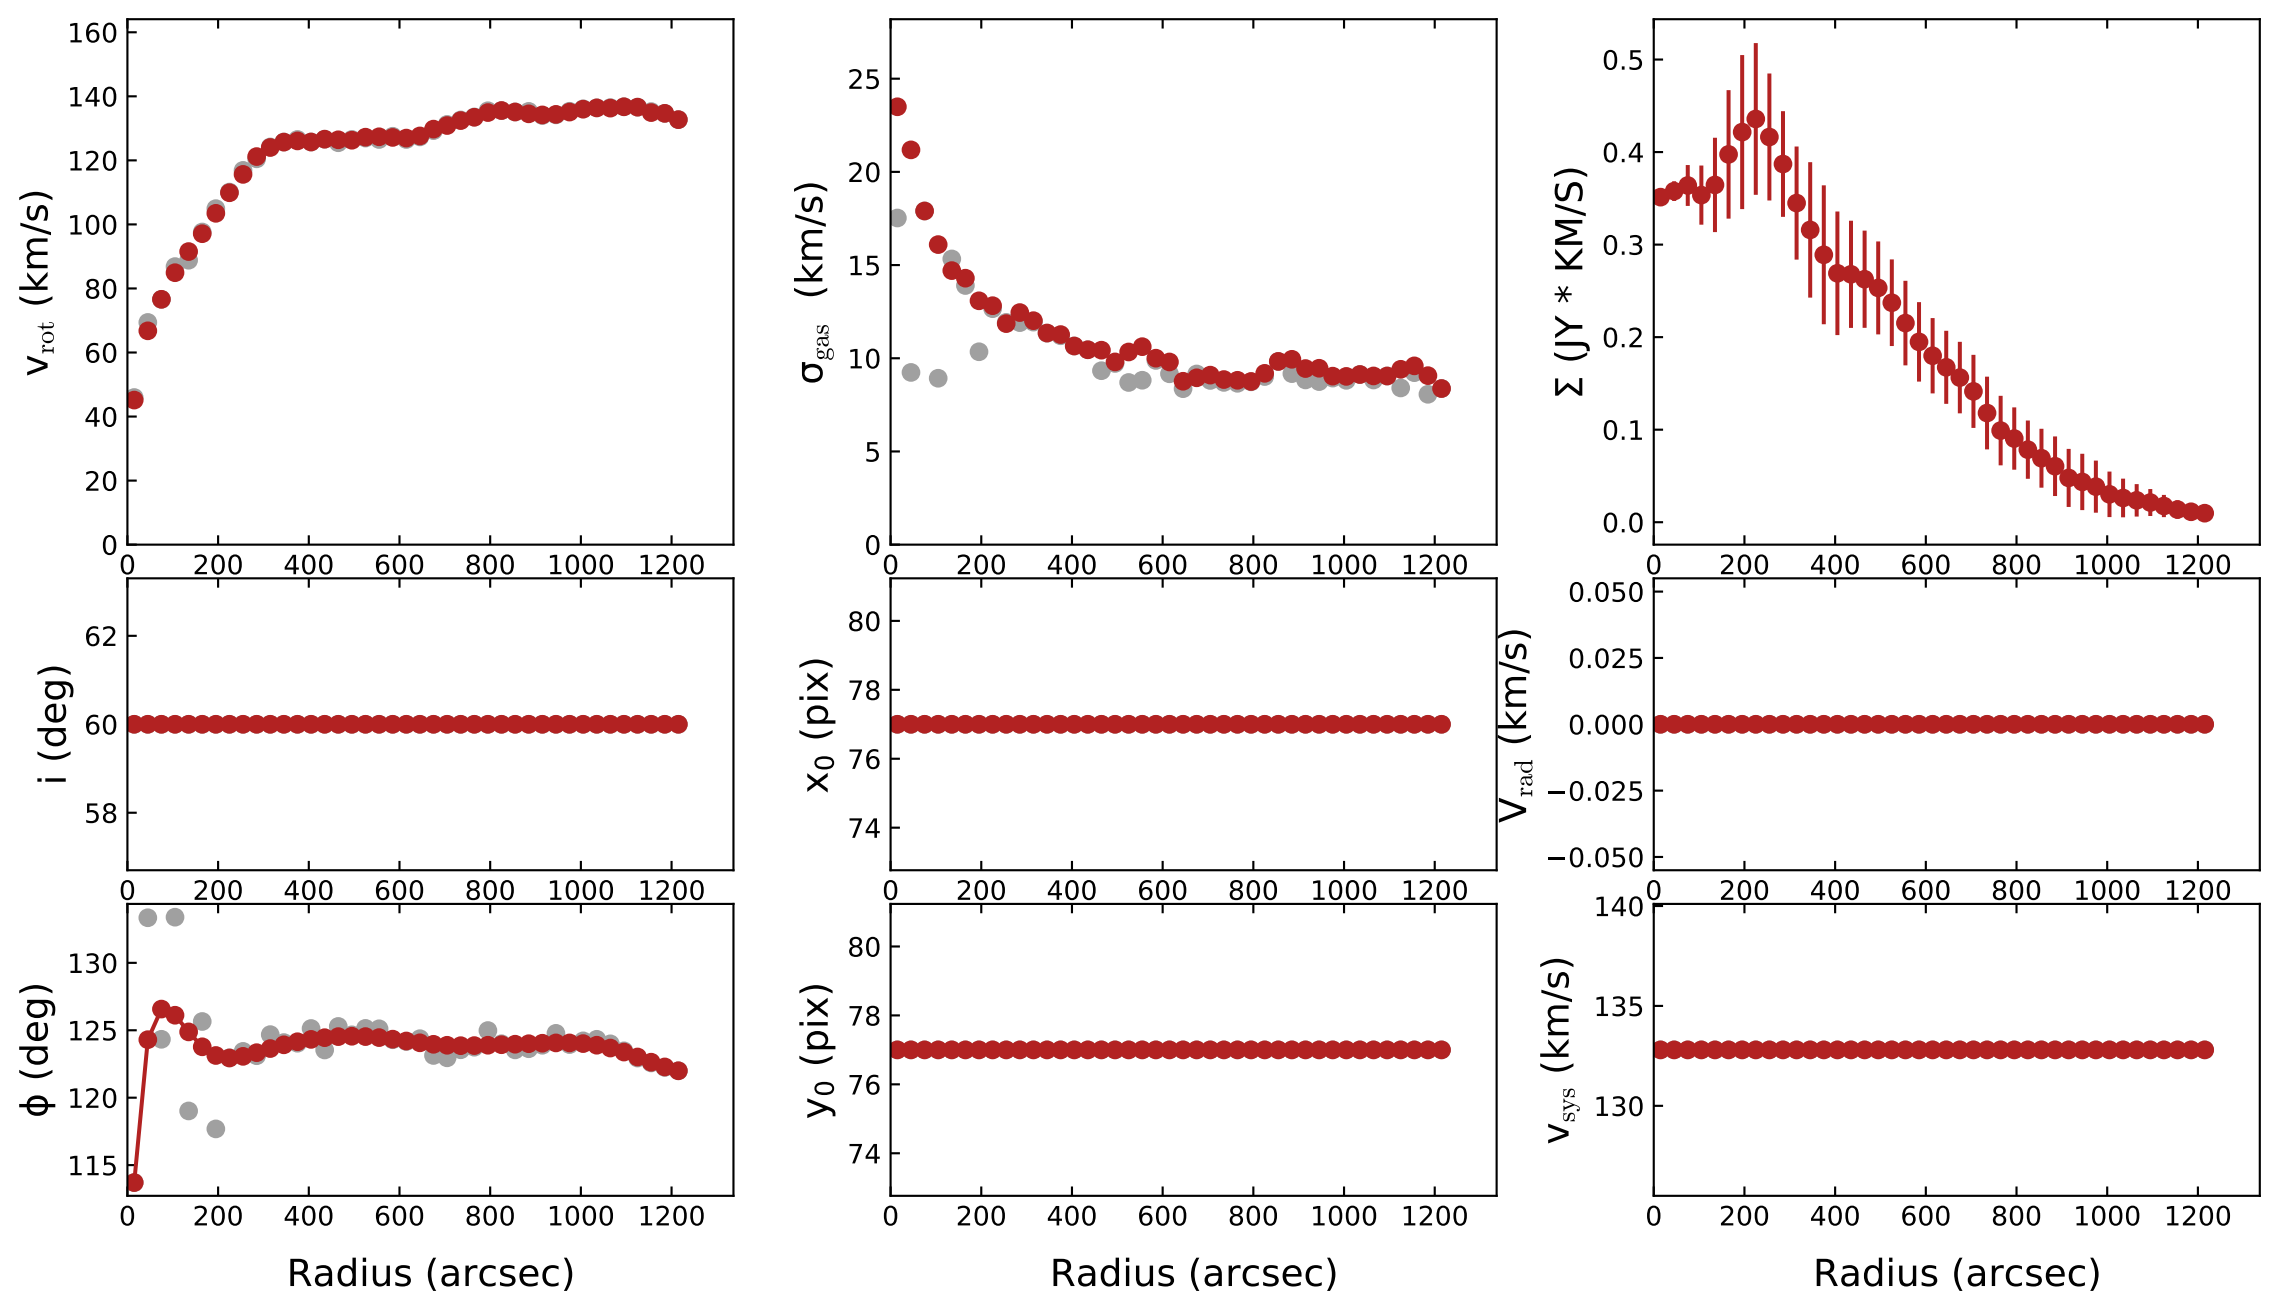 160
140
120
100
80
60
40
20
0
v_rot (km/s)
0 200 400 600 800 1000 1200
25
20
15
10
5
0
σ_gas (km/s)
0 200 400 600 800 1000 1200
0.5
0.4
0.3
0.2
0.1
0.0
Σ (JY * KM/S)
0 200 400 600 800 1000 1200
62
60
58
i (deg)
0 200 400 600 800 1000 1200
80
78
76
74
x_0 (pix)
0 200 400 600 800 1000 1200
0.050
0.025
0.000
−0.025
−0.050
V_rad (km/s)
0 200 400 600 800 1000 1200
130
125
120
115
ϕ (deg)
0 200 400 600 800 1000 1200
Radius (arcsec)
80
78
76
74
y_0 (pix)
0 200 400 600 800 1000 1200
Radius (arcsec)
140
135
130
v_sys (km/s)
0 200 400 600 800 1000 1200
Radius (arcsec)